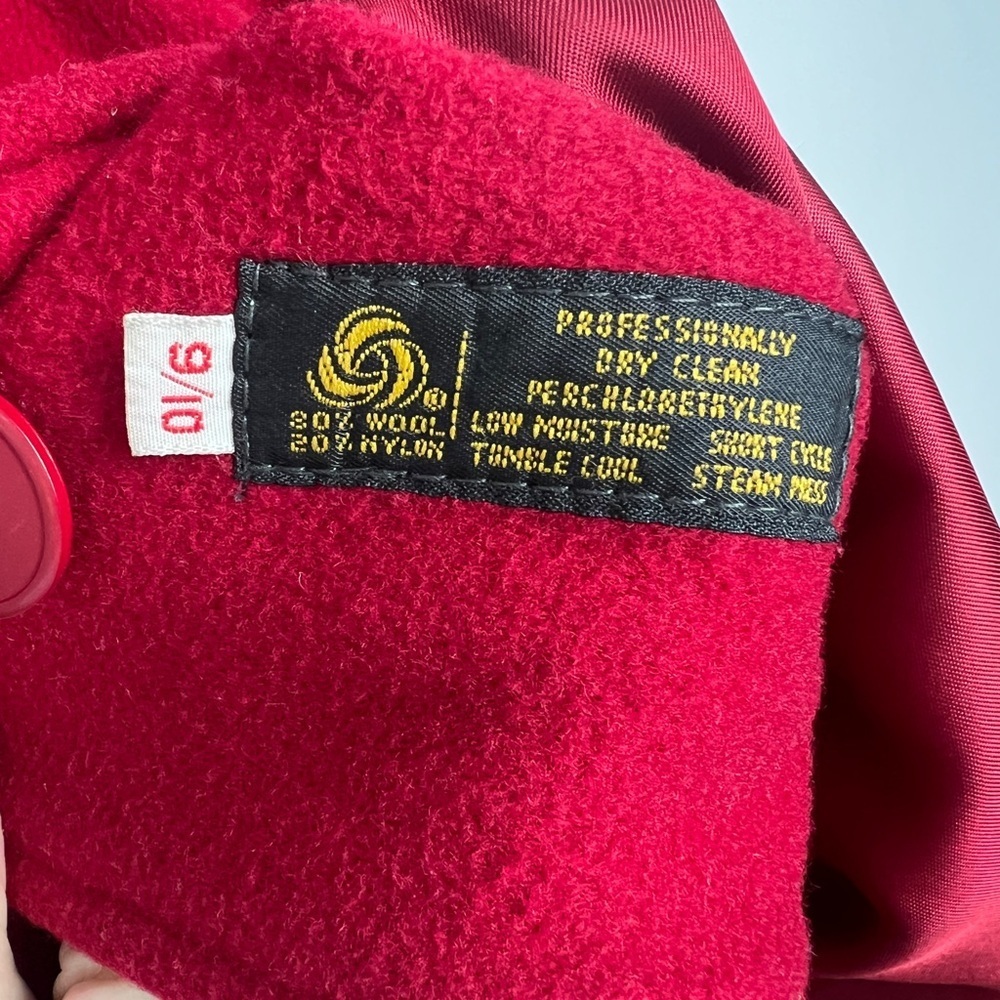 9/10
®
80% WOOL
20% NYLON
PROFESSIONALLY
DRY CLEAN
PERCHLORETHYLENE
LOW MOISTURE SHORT CYCLE
TUMBLE COOL STEAM PRESS